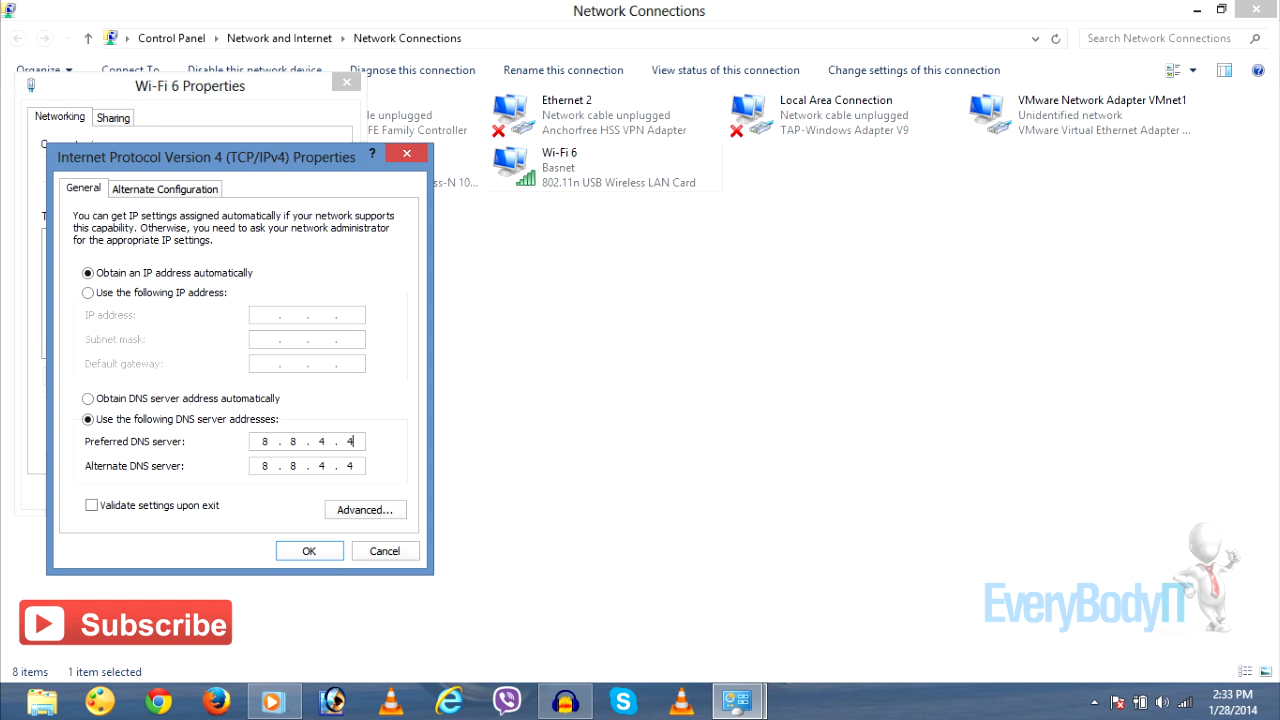 Network Connections
Control Panel
Network and Internet
Network Connections
Search Network Connections
Organize
Connect To
Disable this network device
Diagnose this connection
Rename this connection
View status of this connection
Change settings of this connection
Wi-Fi 6 Properties
Networking
Sharing
le unplugged
FE Family Controller
Ethernet 2
Network cable unplugged
Anchorfree HSS VPN Adapter
Local Area Connection
Network cable unplugged
TAP-Windows Adapter V9
VMware Network Adapter VMnet1
Unidentified network
VMware Virtual Ethernet Adapter ...
ss-N 10...
Wi-Fi 6
Basnet
802.11n USB Wireless LAN Card
Internet Protocol Version 4 (TCP/IPv4) Properties
?
General
Alternate Configuration
You can get IP settings assigned automatically if your network supports
this capability. Otherwise, you need to ask your network administrator
for the appropriate IP settings.
Obtain an IP address automatically
Use the following IP address:
IP address:
Subnet mask:
Default gateway:
Obtain DNS server address automatically
Use the following DNS server addresses:
Preferred DNS server: 8 . 8 . 4 . 4
Alternate DNS server: 8 . 8 . 4 . 4
Validate settings upon exit
Advanced...
OK
Cancel
Subscribe
EveryBodyIT
8 items
1 item selected
2:33 PM
1/28/2014